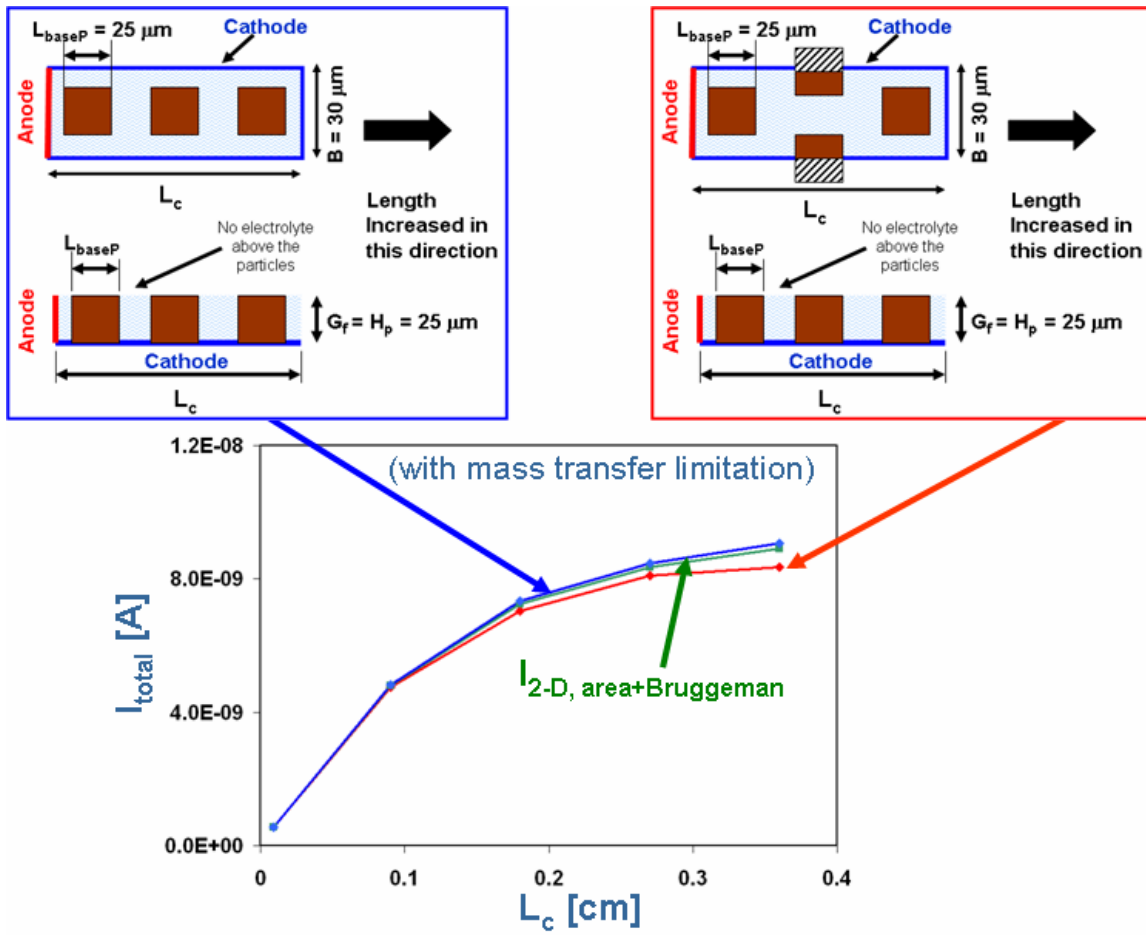 L_baseP = 25 μm
Cathode
Anode
B = 30 μm
L_c
Length
Increased in
this direction
No electrolyte
above the
particles
L_baseP
Anode
G_f = H_p = 25 μm
Cathode
L_c
L_baseP = 25 μm
Cathode
Anode
B = 30 μm
L_c
Length
Increased in
this direction
No electrolyte
above the
particles
L_baseP
Anode
G_f = H_p = 25 μm
Cathode
L_c
(with mass transfer limitation)
1.2E-08
8.0E-09
4.0E-09
0.0E+00
I_total [A]
I_2-D, area+Bruggeman
0
0.1
0.2
0.3
0.4
L_c [cm]